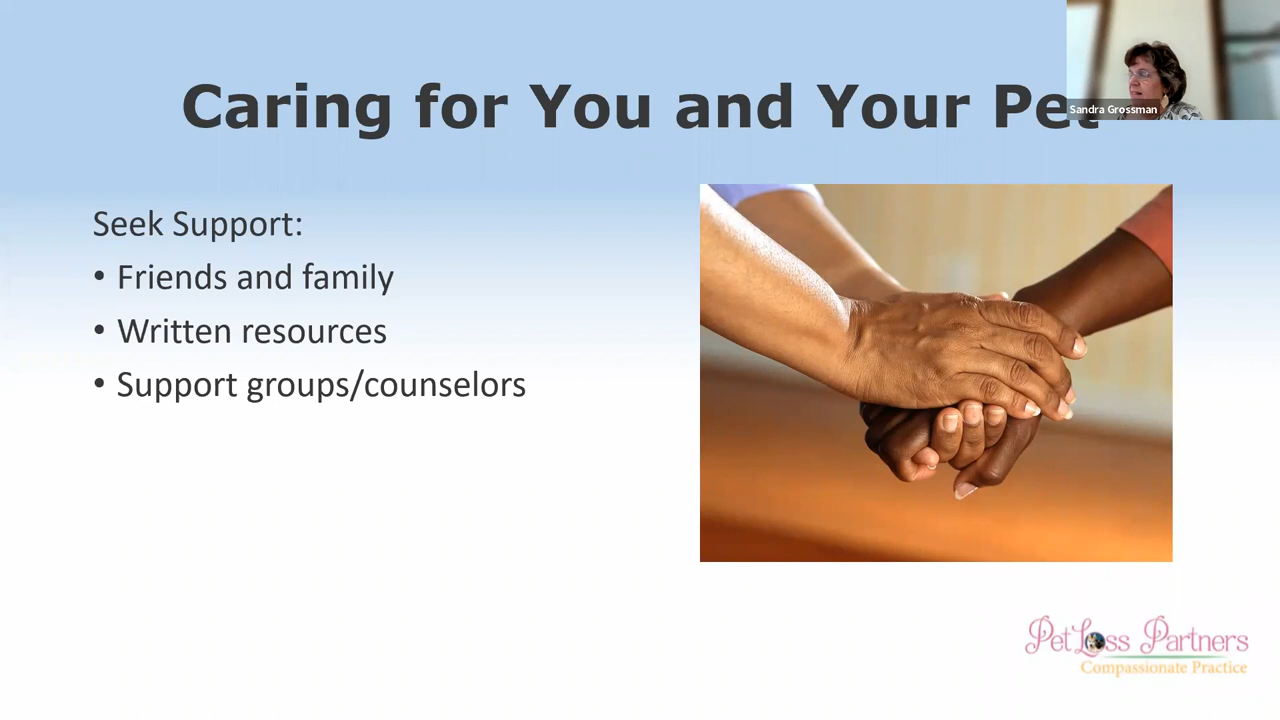 Caring for You and Your Pet
Sandra Grossman
Seek Support:
• Friends and family
• Written resources
• Support groups/counselors
Pet Loss Partners
Compassionate Practice